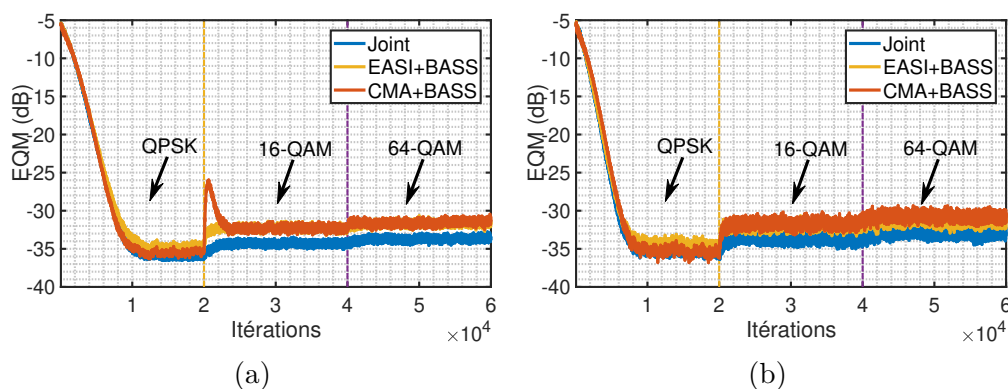 -5
-10
-15
-20
-25
-30
-35
-40
EQM (dB)
Joint
EASI+BASS
CMA+BASS
QPSK
16-QAM
64-QAM
1 2 3 4 5 6
Itérations
×10⁴
(a)
-5
-10
-15
-20
-25
-30
-35
-40
EQM (dB)
Joint
EASI+BASS
CMA+BASS
QPSK
16-QAM
64-QAM
1 2 3 4 5 6
Itérations
×10⁴
(b)